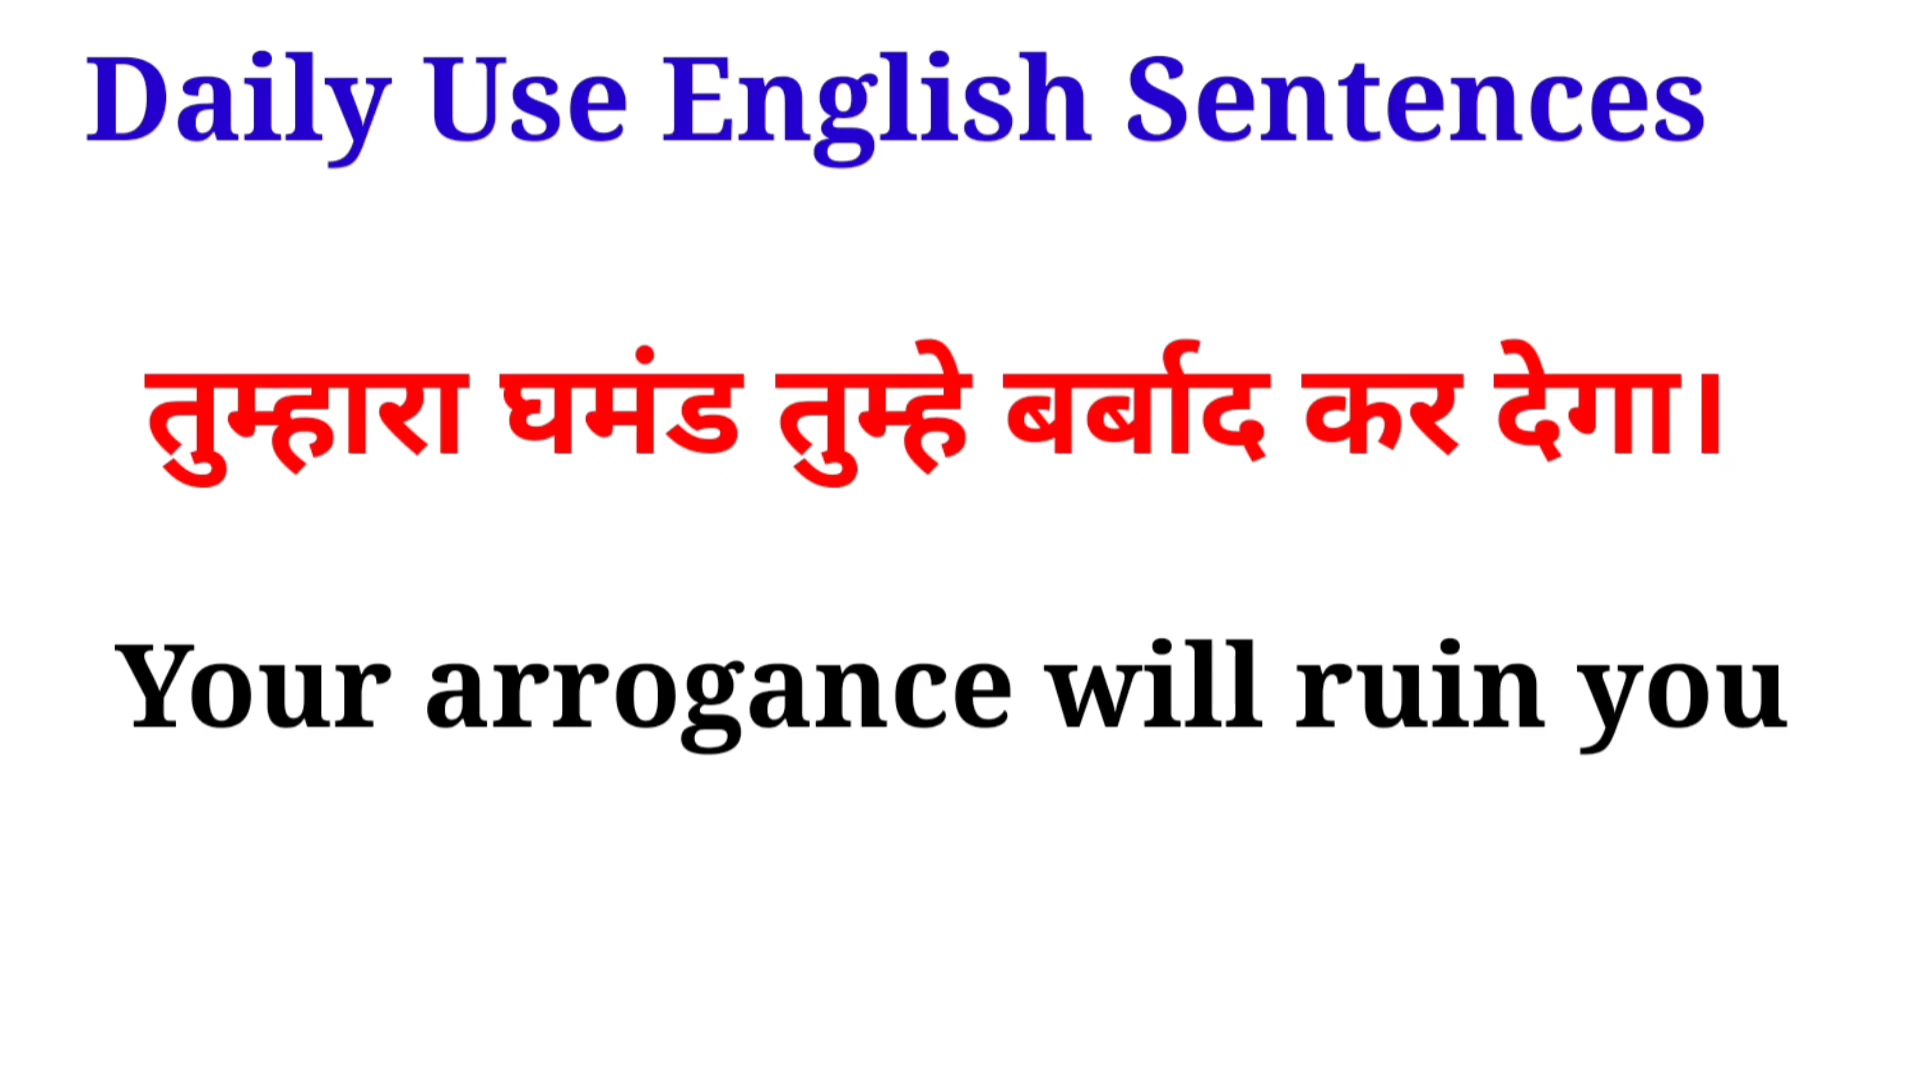 Daily Use English Sentences
तुम्हारा घमंड तुम्हे बर्बाद कर देगा।
Your arrogance will ruin you